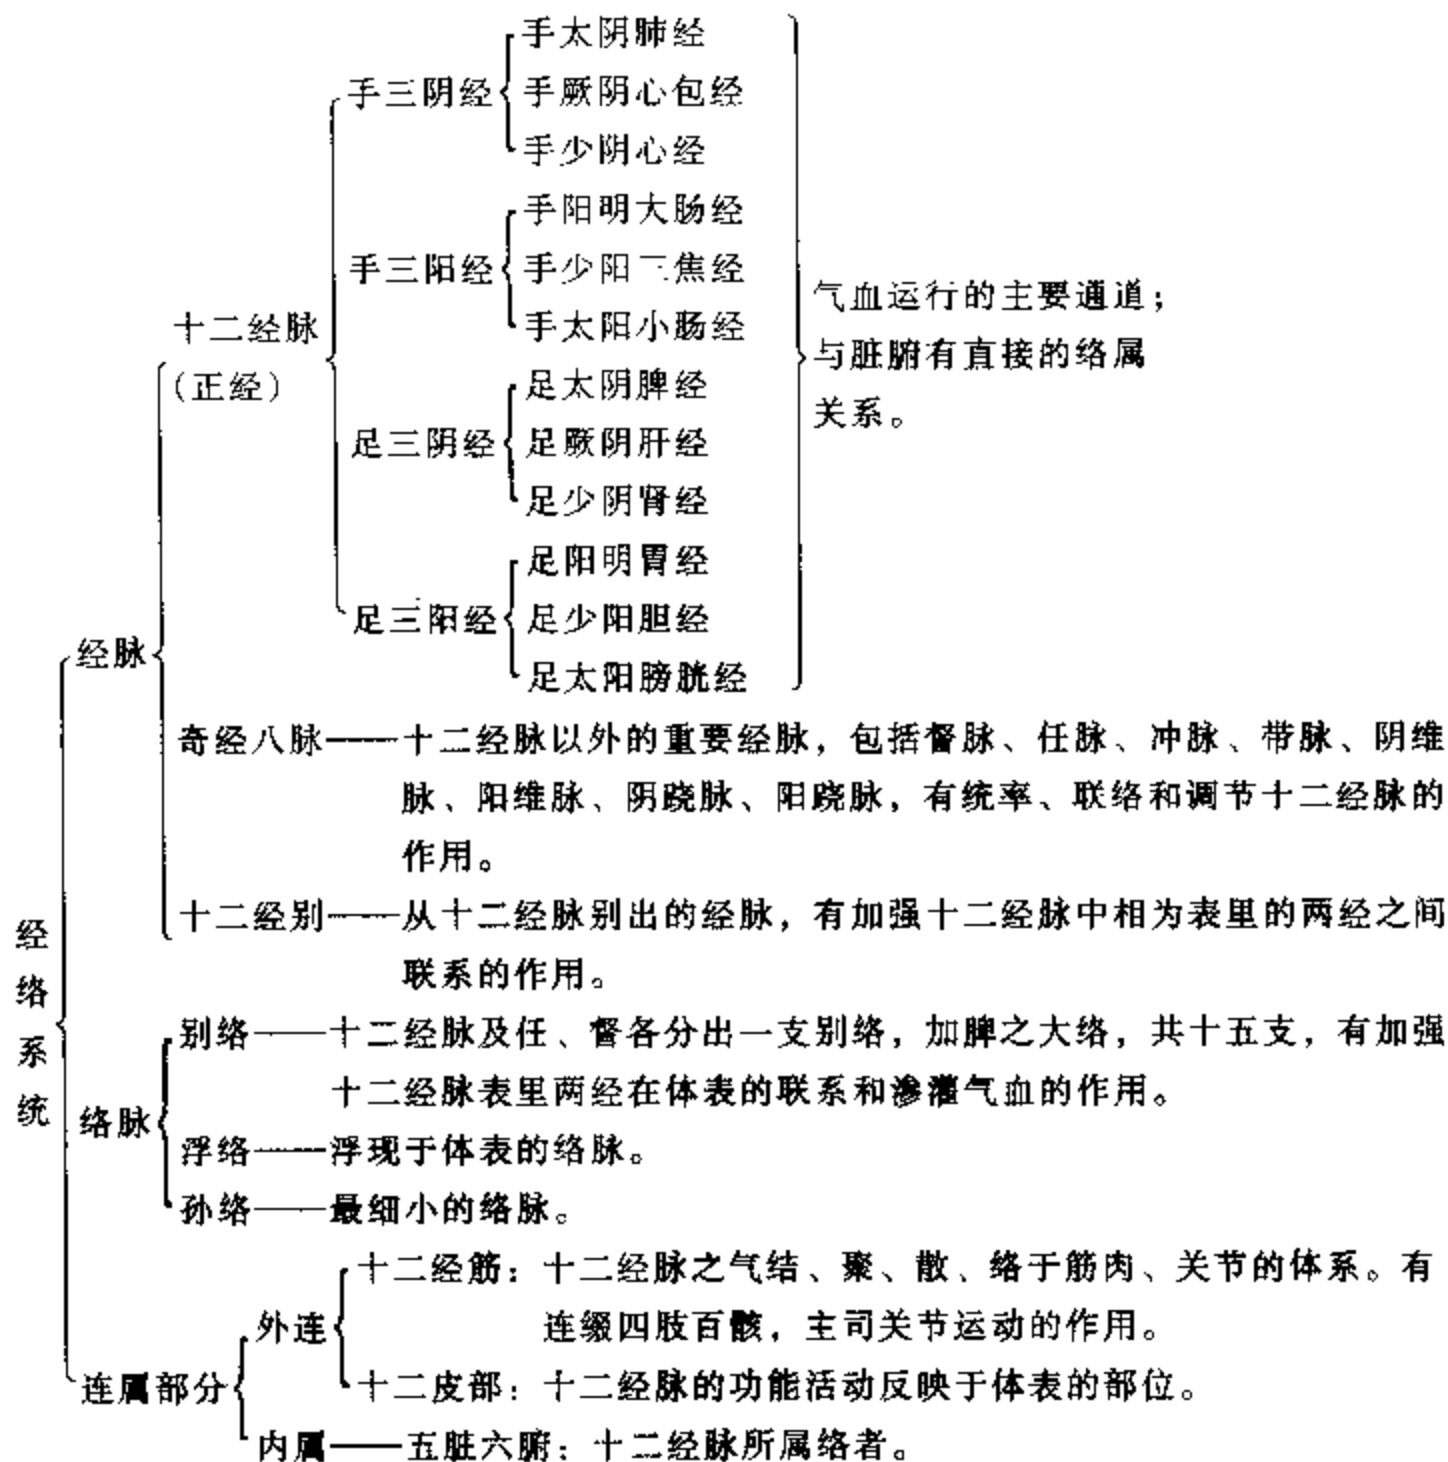 经络系统
经脉
十二经脉
（正经）
手三阴经
手太阴肺经
手厥阴心包经
手少阴心经
手三阳经
手阳明大肠经
手少阳三焦经
手太阳小肠经
足三阴经
足太阴脾经
足厥阴肝经
足少阴肾经
足三阳经
足阳明胃经
足少阳胆经
足太阳膀胱经
气血运行的主要通道；
与脏腑有直接的络属
关系。
奇经八脉——十二经脉以外的重要经脉，包括督脉、任脉、冲脉、带脉、阴维
脉、阳维脉、阴跷脉、阳跷脉，有统率、联络和调节十二经脉的
作用。
十二经别——从十二经脉别出的经脉，有加强十二经脉中相为表里的两经之间
联系的作用。
络脉
别络——十二经脉及任、督各分出一支别络，加脾之大络，共十五支，有加强
十二经脉表里两经在体表的联系和渗灌气血的作用。
浮络——浮现于体表的络脉。
孙络——最细小的络脉。
连属部分
外连
十二经筋：十二经脉之气结、聚、散、络于筋肉、关节的体系。有
连缀四肢百骸，主司关节运动的作用。
十二皮部：十二经脉的功能活动反映于体表的部位。
内属——五脏六腑：十二经脉所属络者。